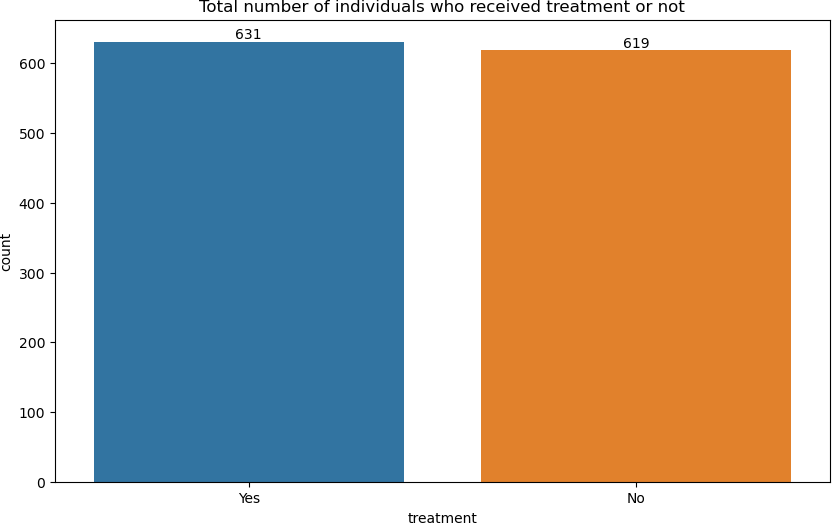 Total number of individuals who received treatment or not
631
619
600
500
400
300
200
100
0
count
Yes
No
treatment